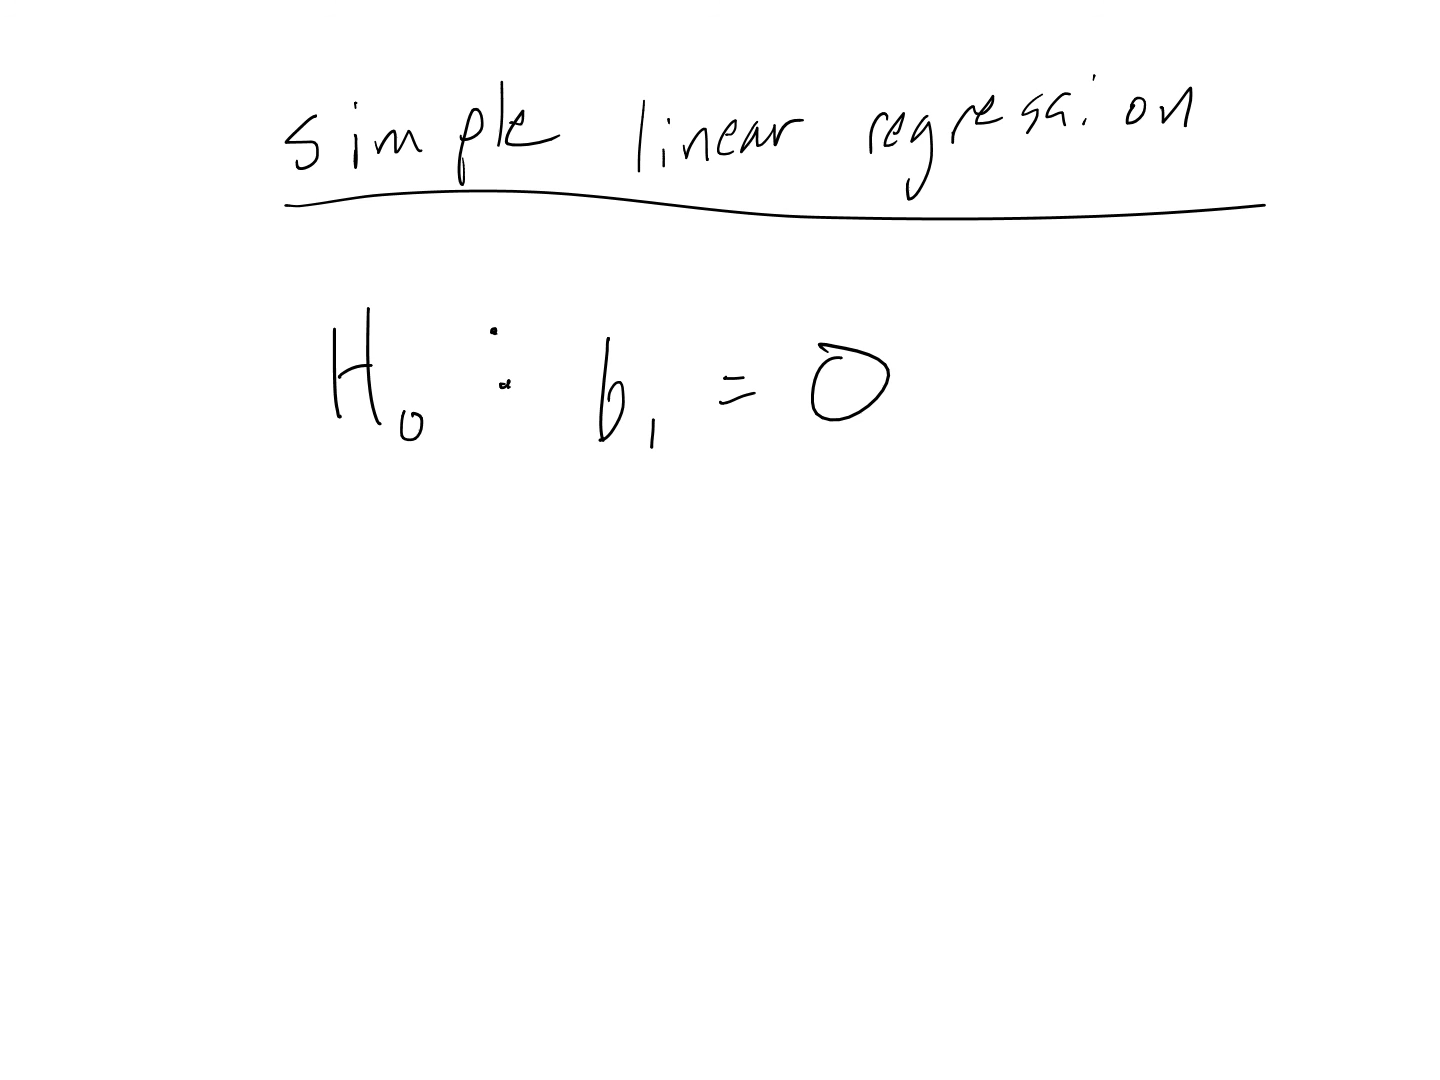 simple linear regression
H₀ : b₁ = 0